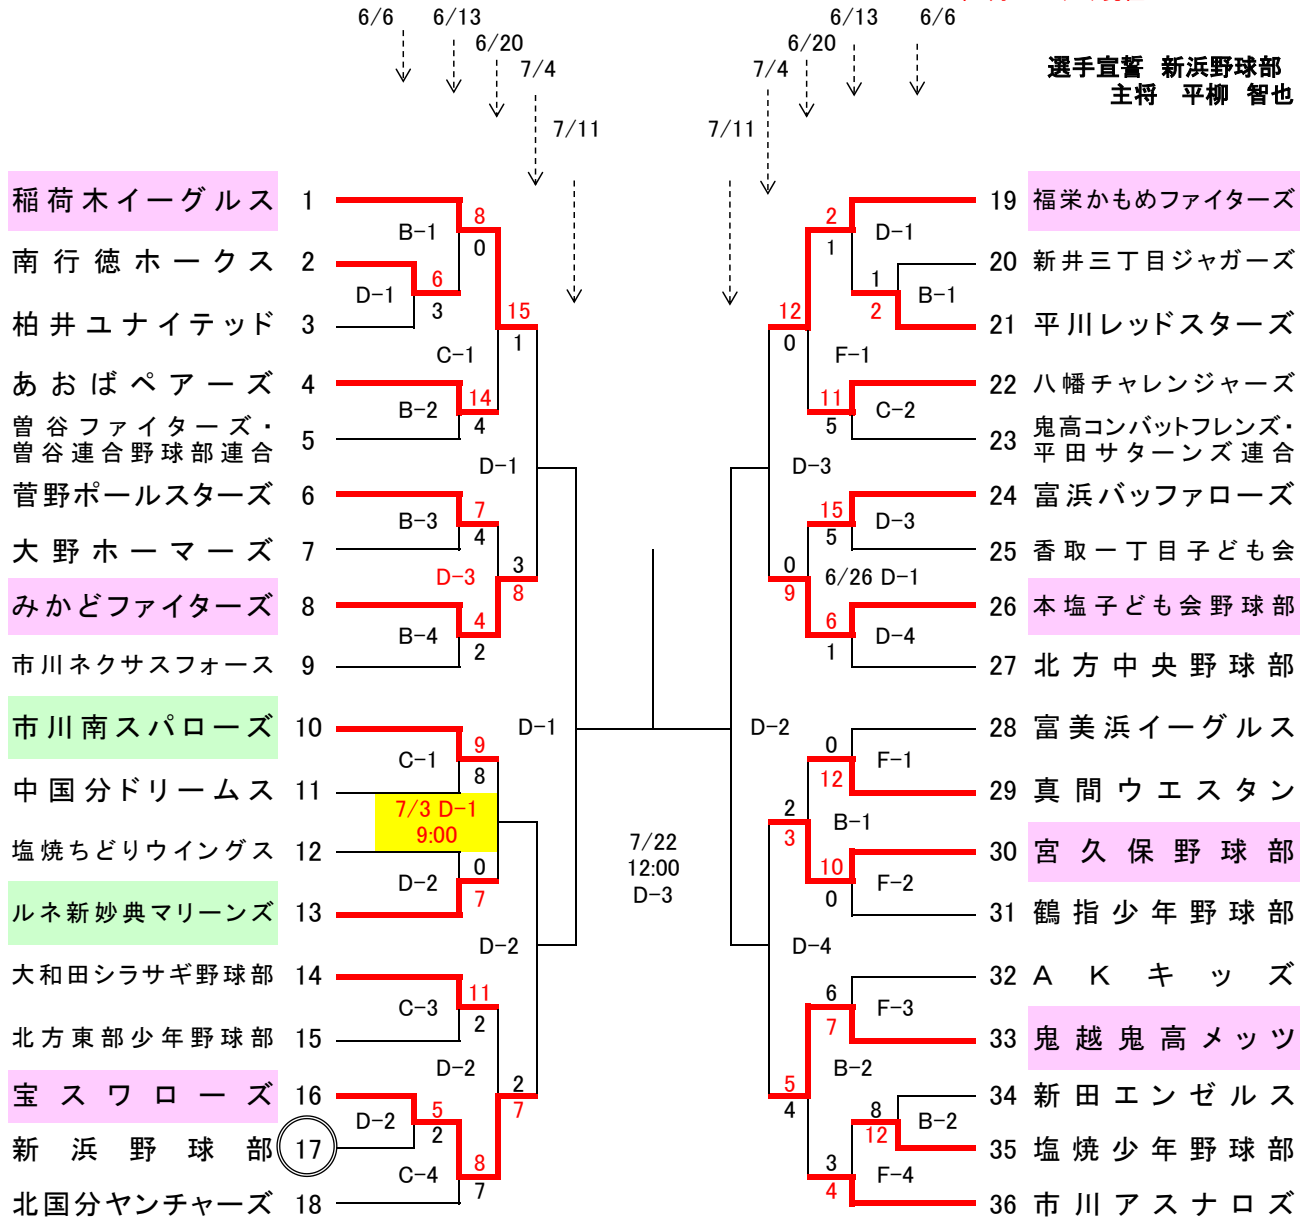 6/6 6/13 6/20 7/4 7/11
7/11 7/4 6/20 6/13 6/6
選手宣誓 新浜野球部
主将 平柳 智也
稲荷木イーグルス 1
南行徳ホークス 2
柏井ユナイテッド 3
あおばペアーズ 4
曽谷ファイターズ・
曽谷連合野球部連合 5
菅野ポールスターズ 6
大野ホーマーズ 7
みかどファイターズ 8
市川ネクサスフォース 9
市川南スパローズ 10
中国分ドリームス 11
塩焼ちどりウイングス 12
ルネ新妙典マリーンズ 13
大和田シラサギ野球部 14
北方東部少年野球部 15
宝スワローズ 16
新浜野球部 17
北国分ヤンチャーズ 18
B-1 8 0
D-1 6 3
C-1 15 1
B-2 14 4
D-1
B-3 7 4
D-3 3 8
B-4 4 2
D-1
C-1 9 8
7/3 D-1
9:00
D-2 0 7
D-2
C-3 11 2
D-2 2 7
D-2 5 2
C-4 8 7
7/22
12:00
D-3
19 福栄かもめファイターズ
20 新井三丁目ジャガーズ
21 平川レッドスターズ
22 八幡チャレンジャーズ
23 鬼高コンバットフレンズ・
平田サターンズ連合
24 富浜バッファローズ
25 香取一丁目子ども会
26 本塩子ども会野球部
27 北方中央野球部
28 富美浜イーグルス
29 真間ウエスタン
30 宮久保野球部
31 鶴指少年野球部
32 AKキッズ
33 鬼越鬼高メッツ
34 新田エンゼルス
35 塩焼少年野球部
36 市川アスナロズ
2 1 D-1
1 2 B-1
12 0 F-1
11 5 C-2
D-3
15 5 D-3
0 9 6/26 D-1
6 1 D-4
D-2
0 12 F-1
2 3 B-1
10 0 F-2
D-4
6 7 F-3
5 4 B-2
8 12 B-2
3 4 F-4